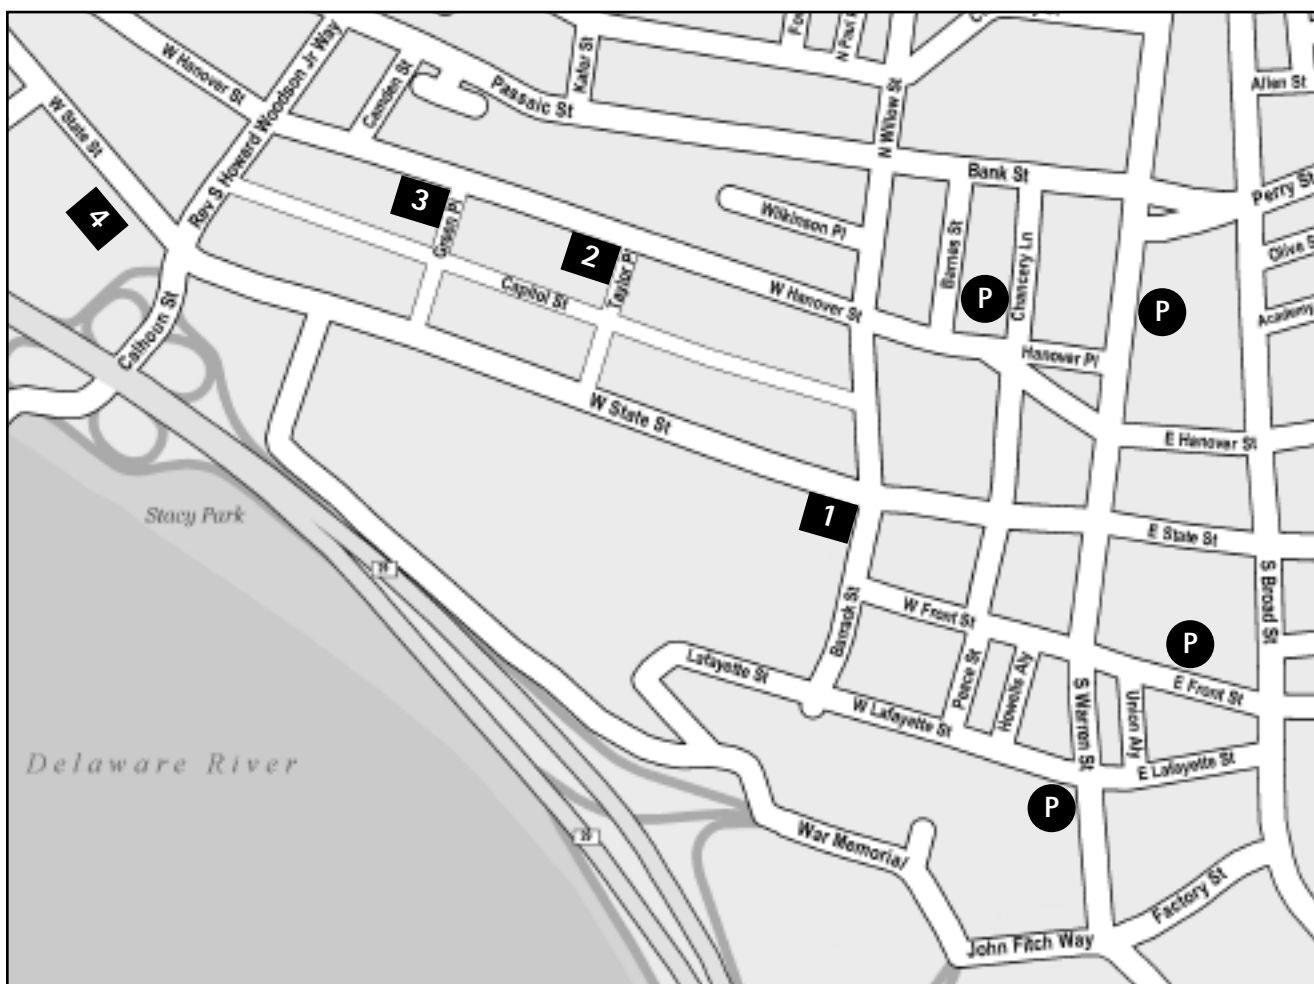 W Hanover St
Rev S Howard Woodson Jr Way
Camden St
Passaic St
Kafur St
N Willow St
Allen St
W State St
Bank St
Perry St
3
Green Pl
2
Taylor Pl
Capitol St
4
Wilkinson Pl
Barnes St
Chancery Ln
P
P
W Hanover St
Hanover Pl
Academy
Calhoun St
W State St
E Hanover St
Stacy Park
1
E State St
29
S Broad St
W Front St
Barrack St
Lafayette St
Peace St
Howells Aly
P
E Front St
S Warren St
Union Aly
W Lafayette St
E Lafayette St
Delaware River
P
29
War Memorial
Factory St
John Fitch Way